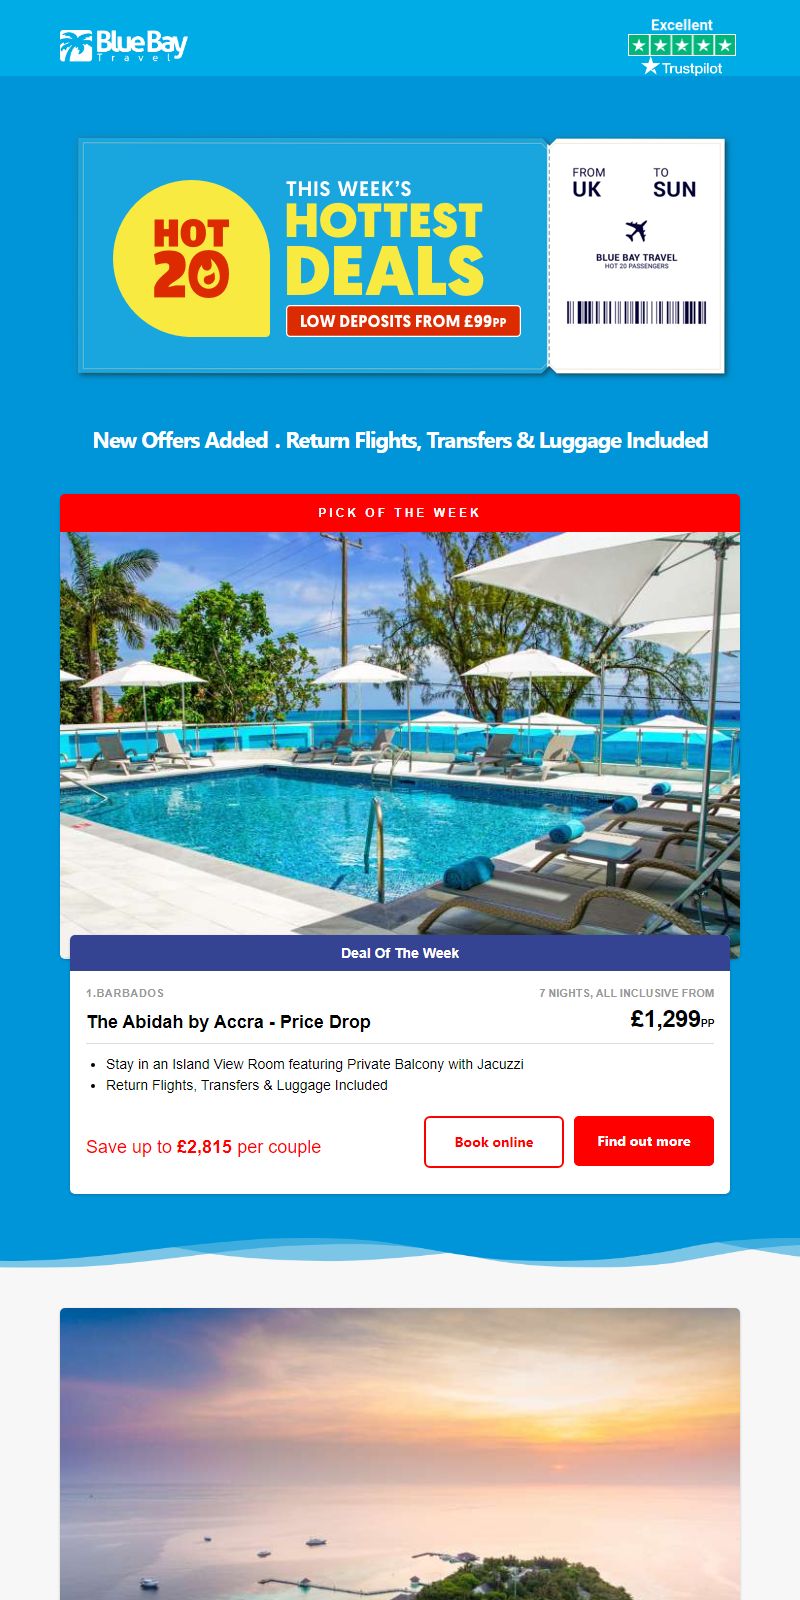 Blue Bay
Travel
Excellent
Trustpilot
HOT
20
THIS WEEK'S
HOTTEST
DEALS
LOW DEPOSITS FROM £99PP
FROM
UK
TO
SUN
BLUE BAY TRAVEL
HOT 20 PASSENGERS
New Offers Added . Return Flights, Transfers & Luggage Included
PICK OF THE WEEK
Deal Of The Week
1.BARBADOS
7 NIGHTS, ALL INCLUSIVE FROM
The Abidah by Accra - Price Drop
£1,299PP
• Stay in an Island View Room featuring Private Balcony with Jacuzzi
• Return Flights, Transfers & Luggage Included
Save up to £2,815 per couple
Book online
Find out more